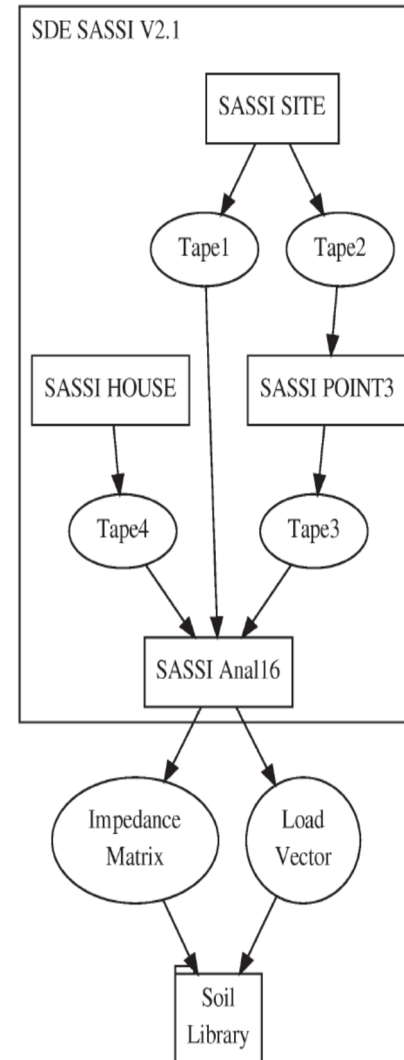 SDE SASSI V2.1
SASSI SITE
Tape1
Tape2
SASSI HOUSE
SASSI POINT3
Tape4
Tape3
SASSI Anal16
Impedance
Matrix
Load
Vector
Soil
Library